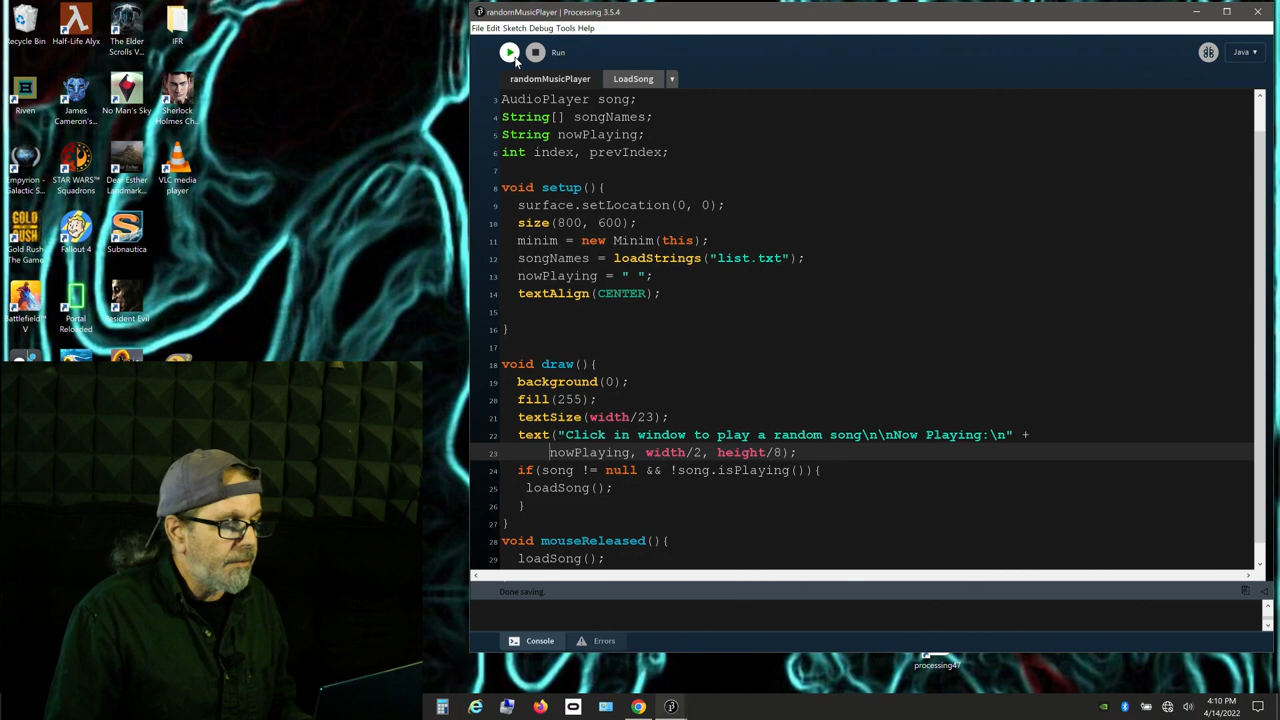 randomMusicPlayer | Processing 3.5.4
File Edit Sketch Debug Tools Help
Run
Java ▾
randomMusicPlayer
LoadSong
3 AudioPlayer song;
4 String[] songNames;
5 String nowPlaying;
6 int index, prevIndex;
7
8 void setup(){
9 surface.setLocation(0, 0);
10 size(800, 600);
11 minim = new Minim(this);
12 songNames = loadStrings("list.txt");
13 nowPlaying = " ";
14 textAlign(CENTER);
15
16 }
17
18 void draw(){
19 background(0);
20 fill(255);
21 textSize(width/23);
22 text("Click in window to play a random song\n\nNow Playing:\n" +
23 nowPlaying, width/2, height/8);
24 if(song != null && !song.isPlaying()){
25 loadSong();
26 }
27 }
28 void mouseReleased(){
29 loadSong();
Done saving.
Console
Errors
Recycle Bin
Half-Life Alyx
The Elder
Scrolls V...
IFR
Riven
James
Cameron's...
No Man's Sky
Sherlock
Holmes Ch...
Empyrion -
Galactic S...
STAR WARS™
Squadrons
Dear Esther
Landmark...
VLC media
player
GOLD
RUSH
Gold Rush
The Game
Fallout 4
Subnautica
Battlefield™
V
Portal
Reloaded
Resident Evil
processing47
4:10 PM
4/14/2022